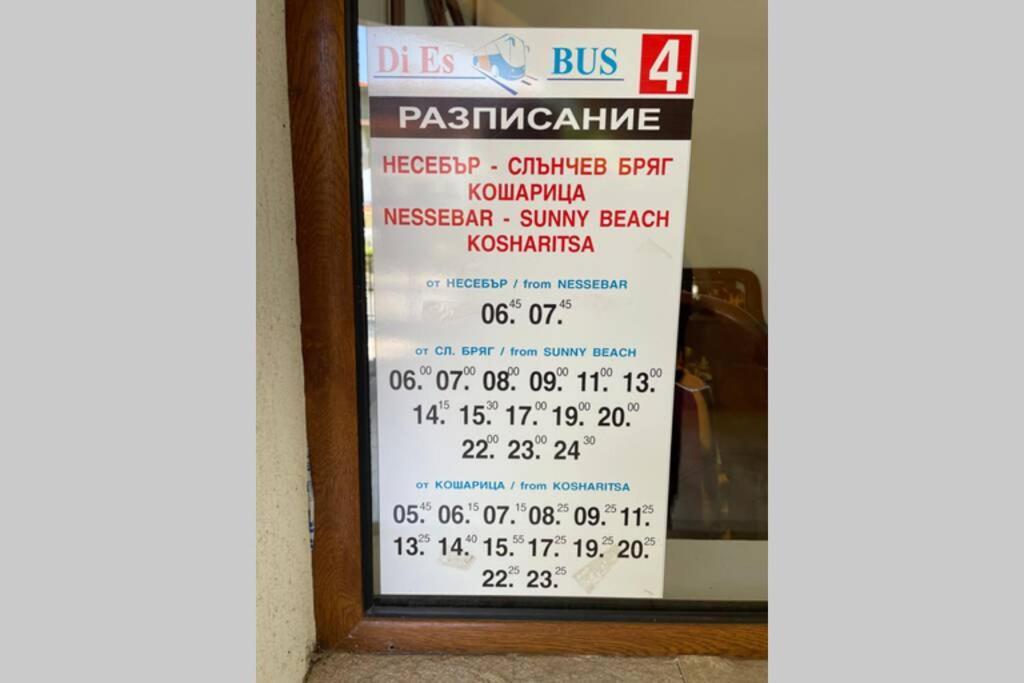 Di Es BUS 4
РАЗПИСАНИЕ
НЕСЕБЪР - СЛЪНЧЕВ БРЯГ
КОШАРИЦА
NESSEBAR - SUNNY BEACH
KOSHARITSA
от НЕСЕБЪР / from NESSEBAR
06.45 07.45
от СЛ. БРЯГ / from SUNNY BEACH
06.00 07.00 08.00 09.00 11.00 13.00
14.15 15.30 17.00 19.00 20.00
22.00 23.00 24 30
от КОШАРИЦА / from KOSHARITSA
05.45 06.15 07.15 08.25 09.25 11.25
13.25 14.40 15.55 17.25 19.25 20.25
22.25 23.25